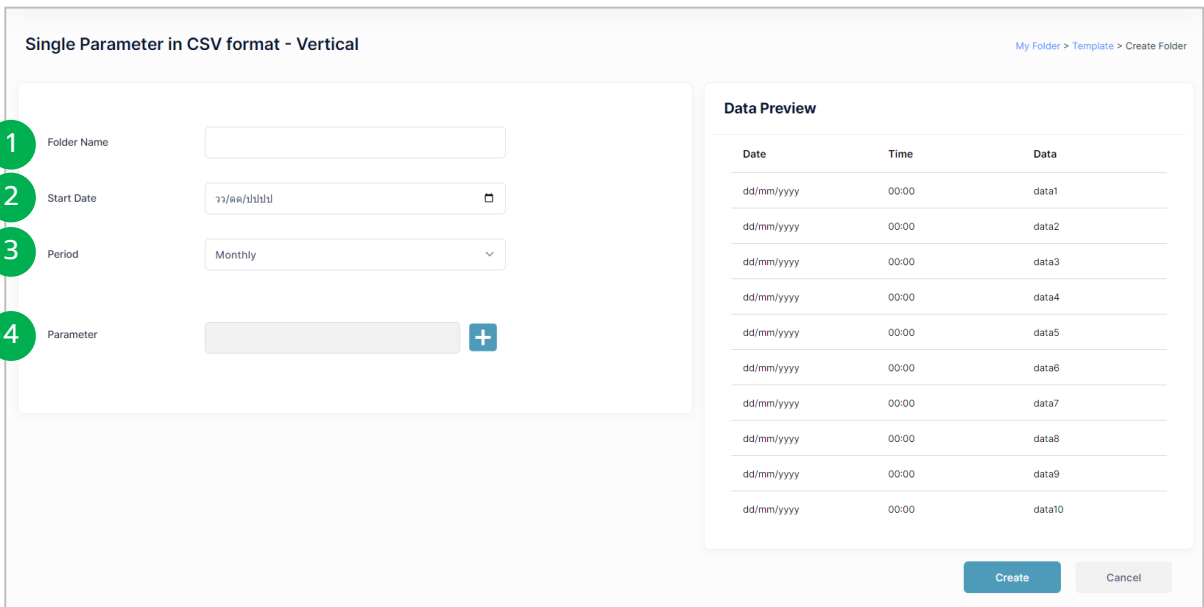 Single Parameter in CSV format - Vertical
My Folder > Template > Create Folder
1 Folder Name
2 Start Date วว/ดด/ปปปป
3 Period Monthly
4 Parameter
Data Preview
Date Time Data
dd/mm/yyyy 00:00 data1
dd/mm/yyyy 00:00 data2
dd/mm/yyyy 00:00 data3
dd/mm/yyyy 00:00 data4
dd/mm/yyyy 00:00 data5
dd/mm/yyyy 00:00 data6
dd/mm/yyyy 00:00 data7
dd/mm/yyyy 00:00 data8
dd/mm/yyyy 00:00 data9
dd/mm/yyyy 00:00 data10
Create Cancel